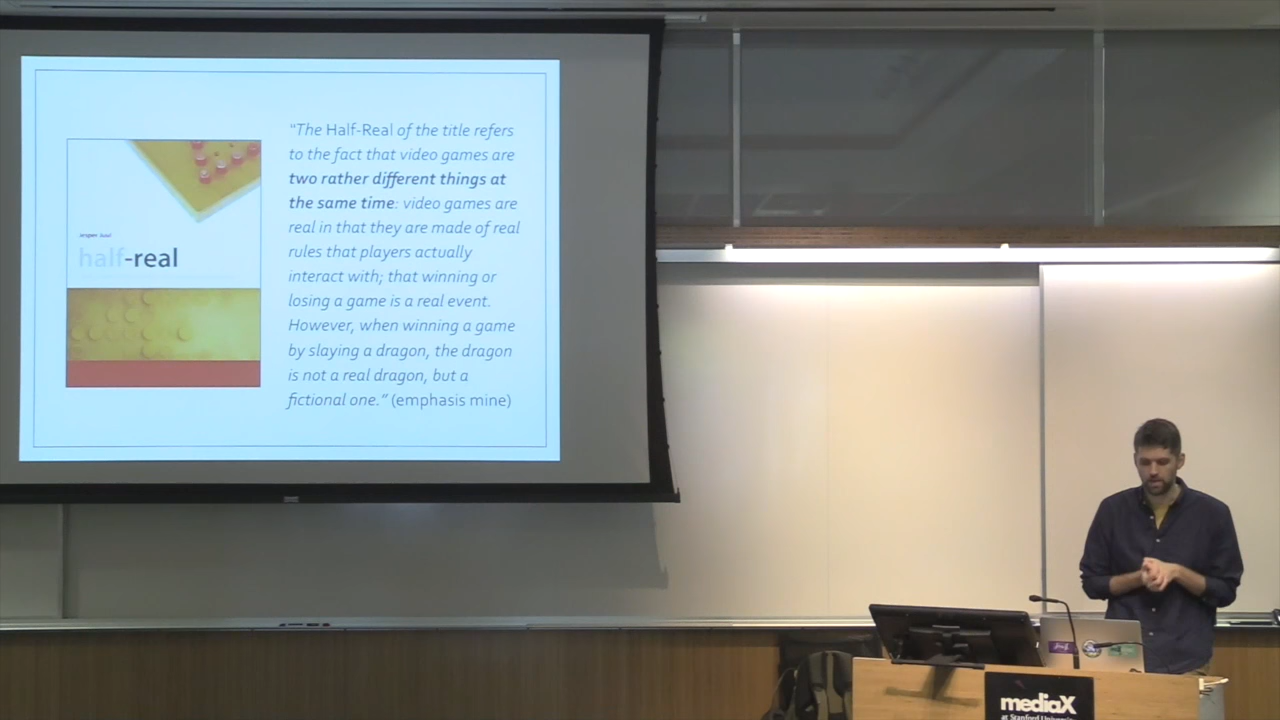 "The Half-Real of the title refers
to the fact that video games are
two rather different things at
the same time: video games are
real in that they are made of real
rules that players actually
interact with; that winning or
losing a game is a real event.
However, when winning a game
by slaying a dragon, the dragon
is not a real dragon, but a
fictional one." (emphasis mine)
Jesper Juul
half-real
mediaX
at Stanford University